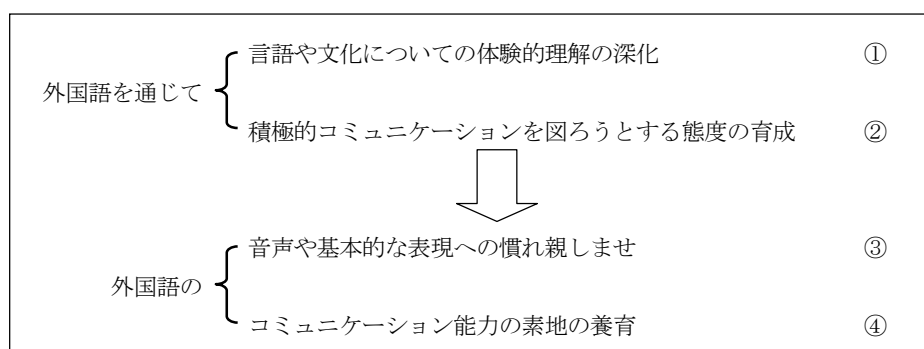 言語や文化についての体験的理解の深化 ①
外国語を通じて
積極的コミュニケーションを図ろうとする態度の育成 ②
音声や基本的な表現への慣れ親しませ ③
外国語の
コミュニケーション能力の素地の養育 ④